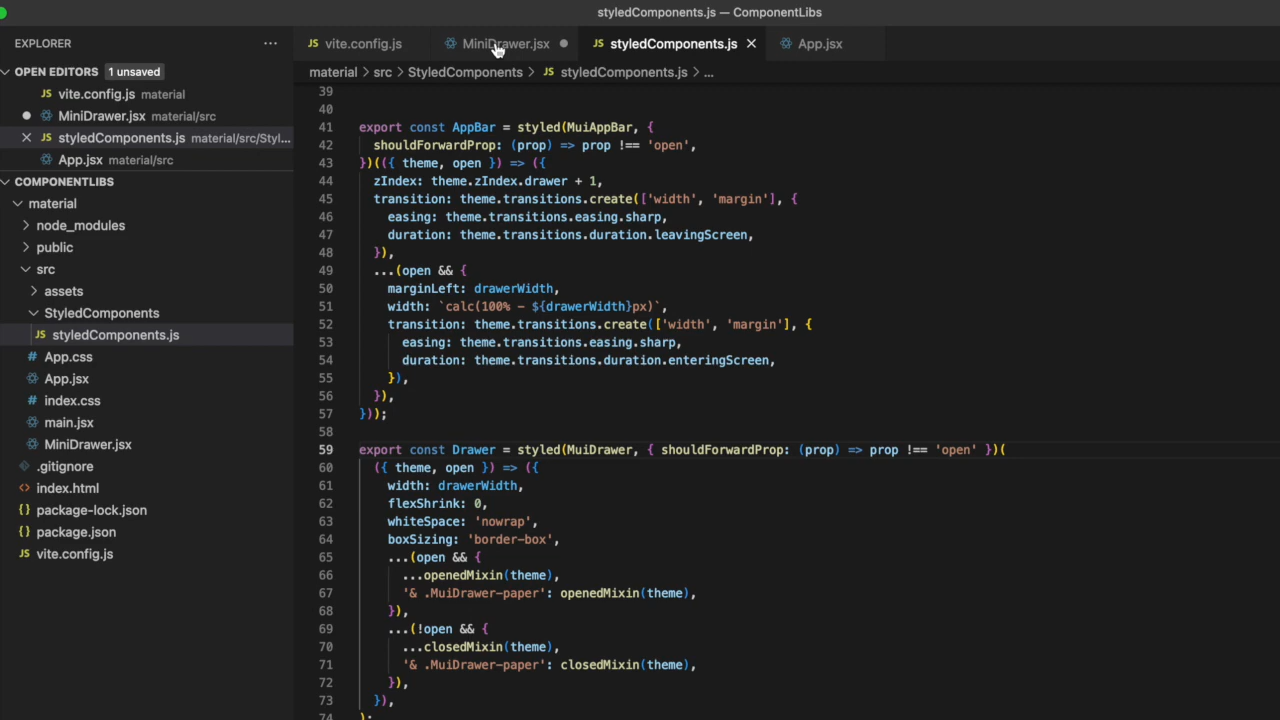 styledComponents.js — ComponentLibs
EXPLORER ...
JS vite.config.js MiniDrawer.jsx JS styledComponents.js App.jsx
OPEN EDITORS 1 unsaved
JS vite.config.js material
MiniDrawer.jsx material/src
JS styledComponents.js material/src/Styl...
App.jsx material/src
COMPONENTLIBS
material
node_modules
public
src
assets
StyledComponents
JS styledComponents.js
# App.css
App.jsx
# index.css
main.jsx
MiniDrawer.jsx
.gitignore
<> index.html
{} package-lock.json
{} package.json
JS vite.config.js
material > src > StyledComponents > JS styledComponents.js > ...
39
40
41 export const AppBar = styled(MuiAppBar, {
42 shouldForwardProp: (prop) => prop !== 'open',
43 })(({ theme, open }) => ({
44 zIndex: theme.zIndex.drawer + 1,
45 transition: theme.transitions.create(['width', 'margin'], {
46 easing: theme.transitions.easing.sharp,
47 duration: theme.transitions.duration.leavingScreen,
48 }),
49 ...(open && {
50 marginLeft: drawerWidth,
51 width: `calc(100% - ${drawerWidth}px)`,
52 transition: theme.transitions.create(['width', 'margin'], {
53 easing: theme.transitions.easing.sharp,
54 duration: theme.transitions.duration.enteringScreen,
55 }),
56 }),
57 }));
58
59 export const Drawer = styled(MuiDrawer, { shouldForwardProp: (prop) => prop !== 'open' })(
60 ({ theme, open }) => ({
61 width: drawerWidth,
62 flexShrink: 0,
63 whiteSpace: 'nowrap',
64 boxSizing: 'border-box',
65 ...(open && {
66 ...openedMixin(theme),
67 '& .MuiDrawer-paper': openedMixin(theme),
68 }),
69 ...(!open && {
70 ...closedMixin(theme),
71 '& .MuiDrawer-paper': closedMixin(theme),
72 }),
73 }),
74 );